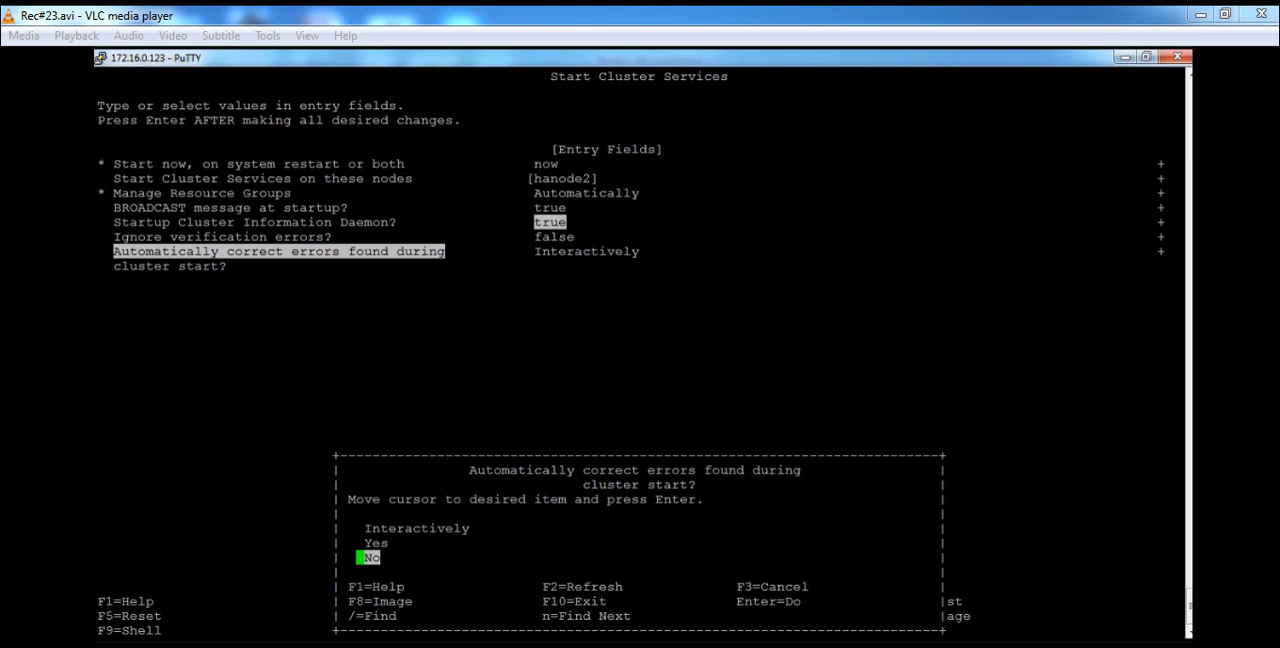 Rec#23.avi - VLC media player
Media Playback Audio Video Subtitle Tools View Help
172.16.0.123 - PuTTY
Start Cluster Services
Type or select values in entry fields.
Press Enter AFTER making all desired changes.
[Entry Fields]
* Start now, on system restart or both now +
Start Cluster Services on these nodes [hanode2] +
* Manage Resource Groups Automatically +
BROADCAST message at startup? true +
Startup Cluster Information Daemon? true +
Ignore verification errors? false +
Automatically correct errors found during Interactively +
cluster start?
Automatically correct errors found during
cluster start?
Move cursor to desired item and press Enter.
Interactively
Yes
No
F1=Help F2=Refresh F3=Cancel
F1=Help F8=Image F10=Exit Enter=Do st
F5=Reset /=Find n=Find Next age
F9=Shell